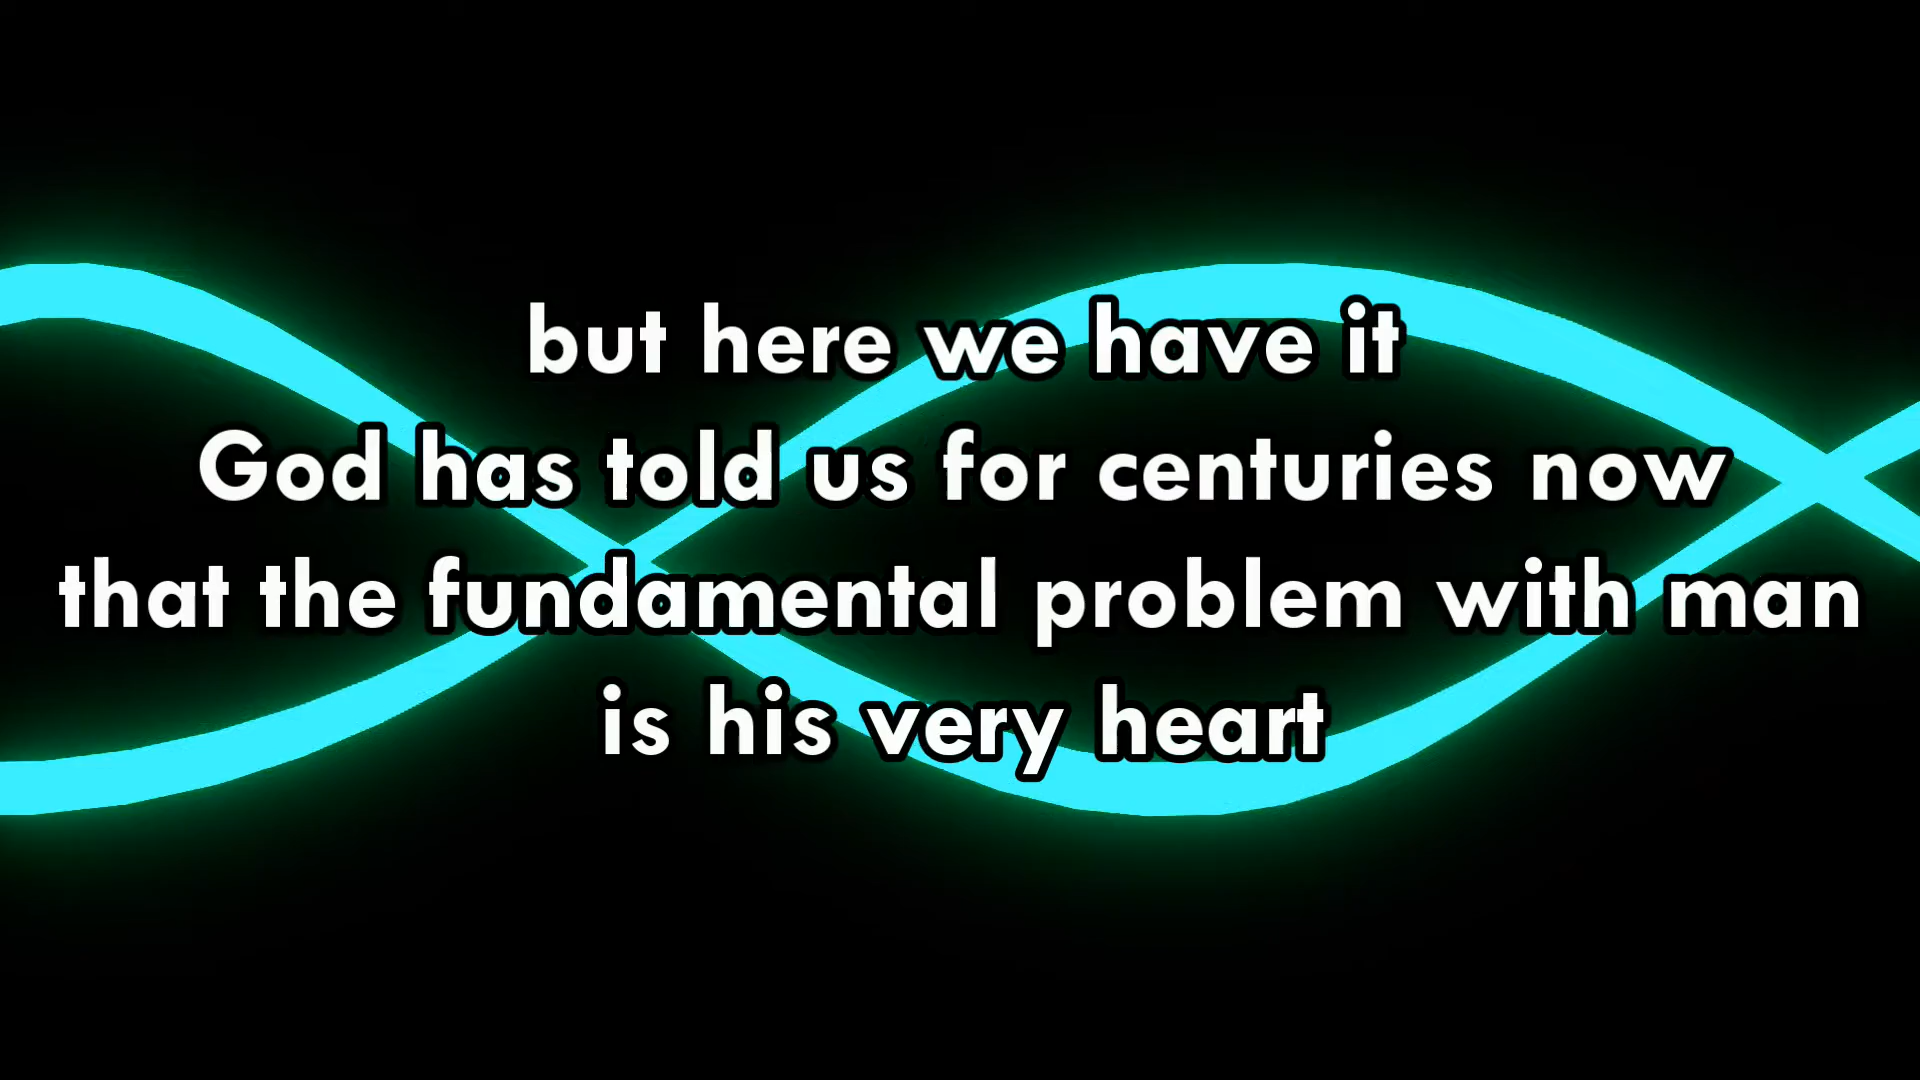 but here we have it
God has told us for centuries now
that the fundamental problem with man
is his very heart